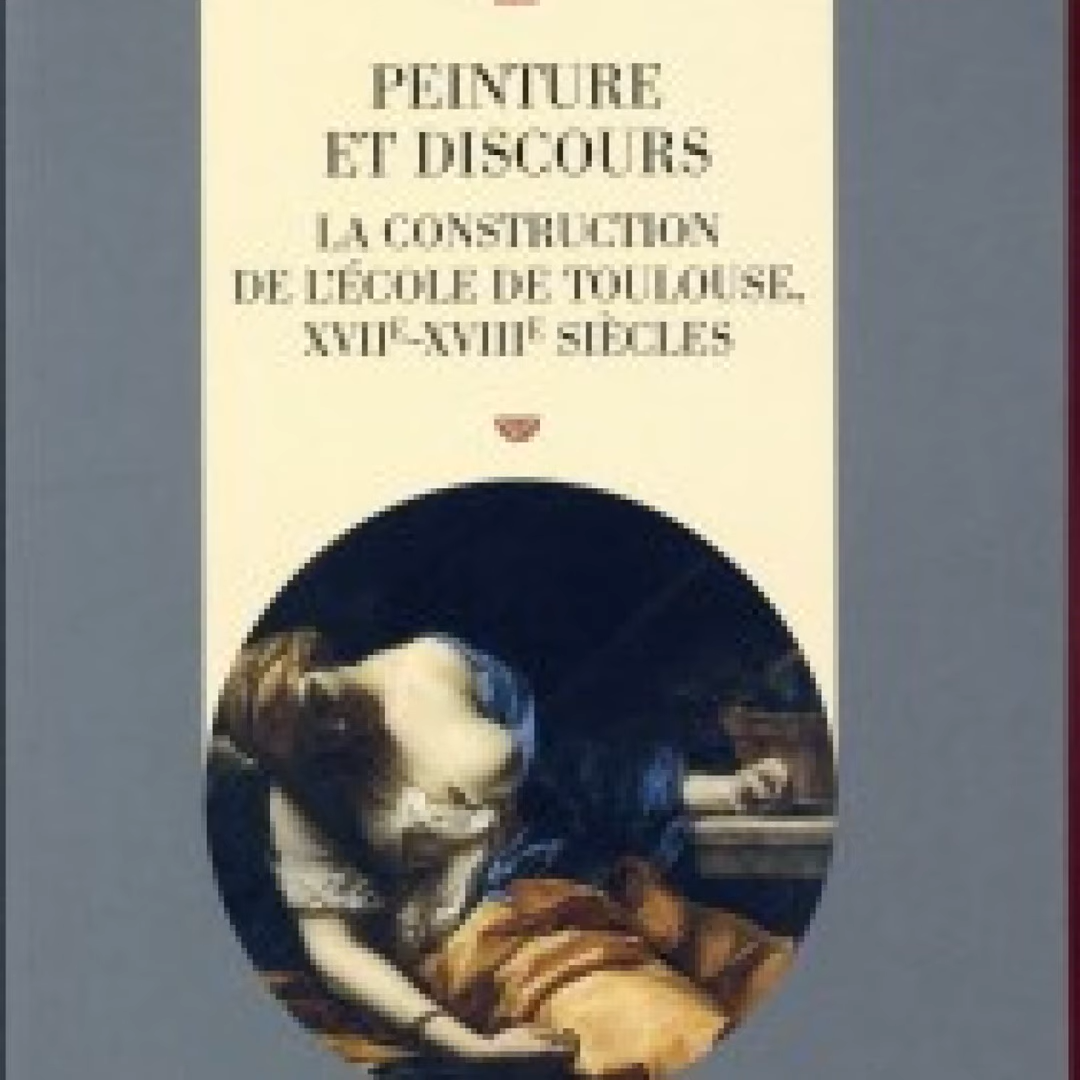 PEINTURE
ET DISCOURS
LA CONSTRUCTION
DE L'ÉCOLE DE TOULOUSE,
XVIIE-XVIIIE SIÈCLES